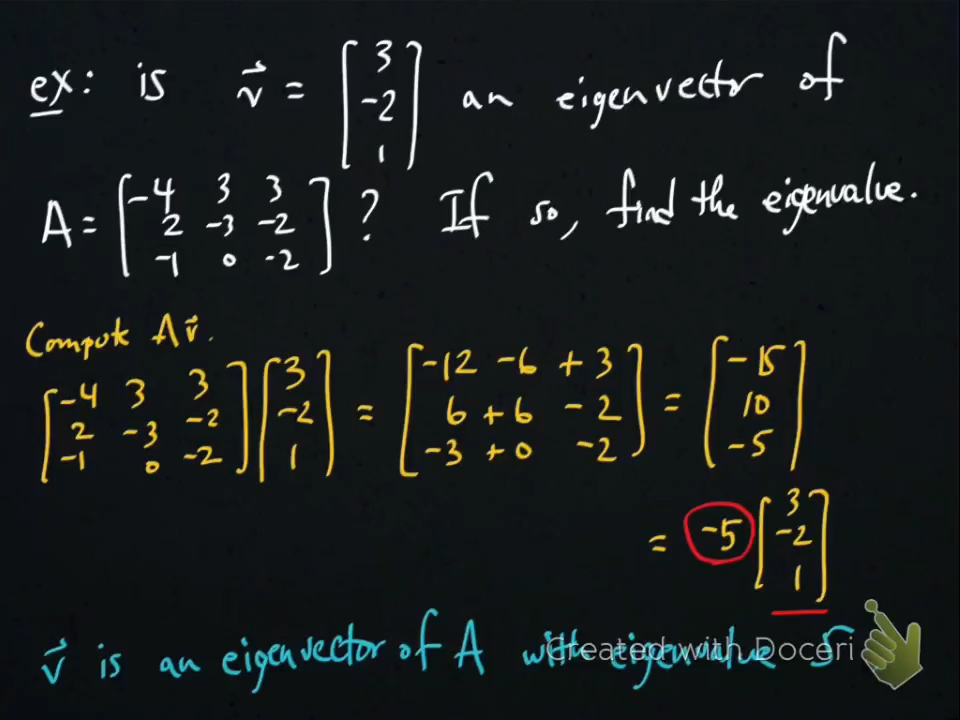 ex: is v⃗ = [3 -2 1] an eigenvector of
A = [-4 3 3; 2 -3 -2; -1 0 -2] ? If so, find the eigenvalue.
Compute Av⃗.
[-4 3 3; 2 -3 -2; -1 0 -2] [3; -2; 1] = [-12 -6 +3; 6 +6 -2; -3 +0 -2] = [-15; 10; -5]
= -5 [3; -2; 1]
v⃗ is an eigenvector of A with eigenvalue 5
Created with Doceri